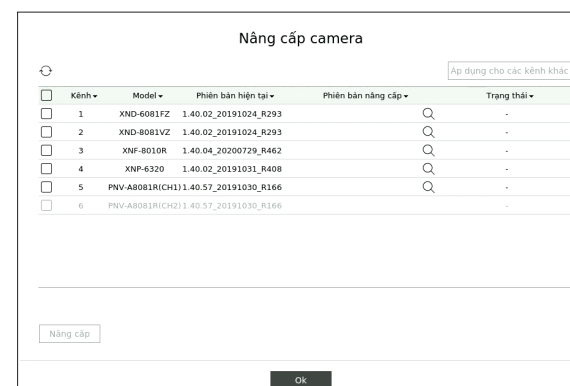 Nâng cấp camera
Áp dụng cho các kênh khác
Kênh Model Phiên bản hiện tại Phiên bản nâng cấp Trạng thái
1 XND-6081FZ 1.40.02_20191024_R293 -
2 XND-8081VZ 1.40.02_20191024_R293 -
3 XNF-8010R 1.40.04_20200729_R462 -
4 XNP-6320 1.40.02_20191031_R408 -
5 PNV-A8081R(CH1) 1.40.57_20191030_R166 -
6 PNV-A8081R(CH2) 1.40.57_20191030_R166 -
Nâng cấp
Ok